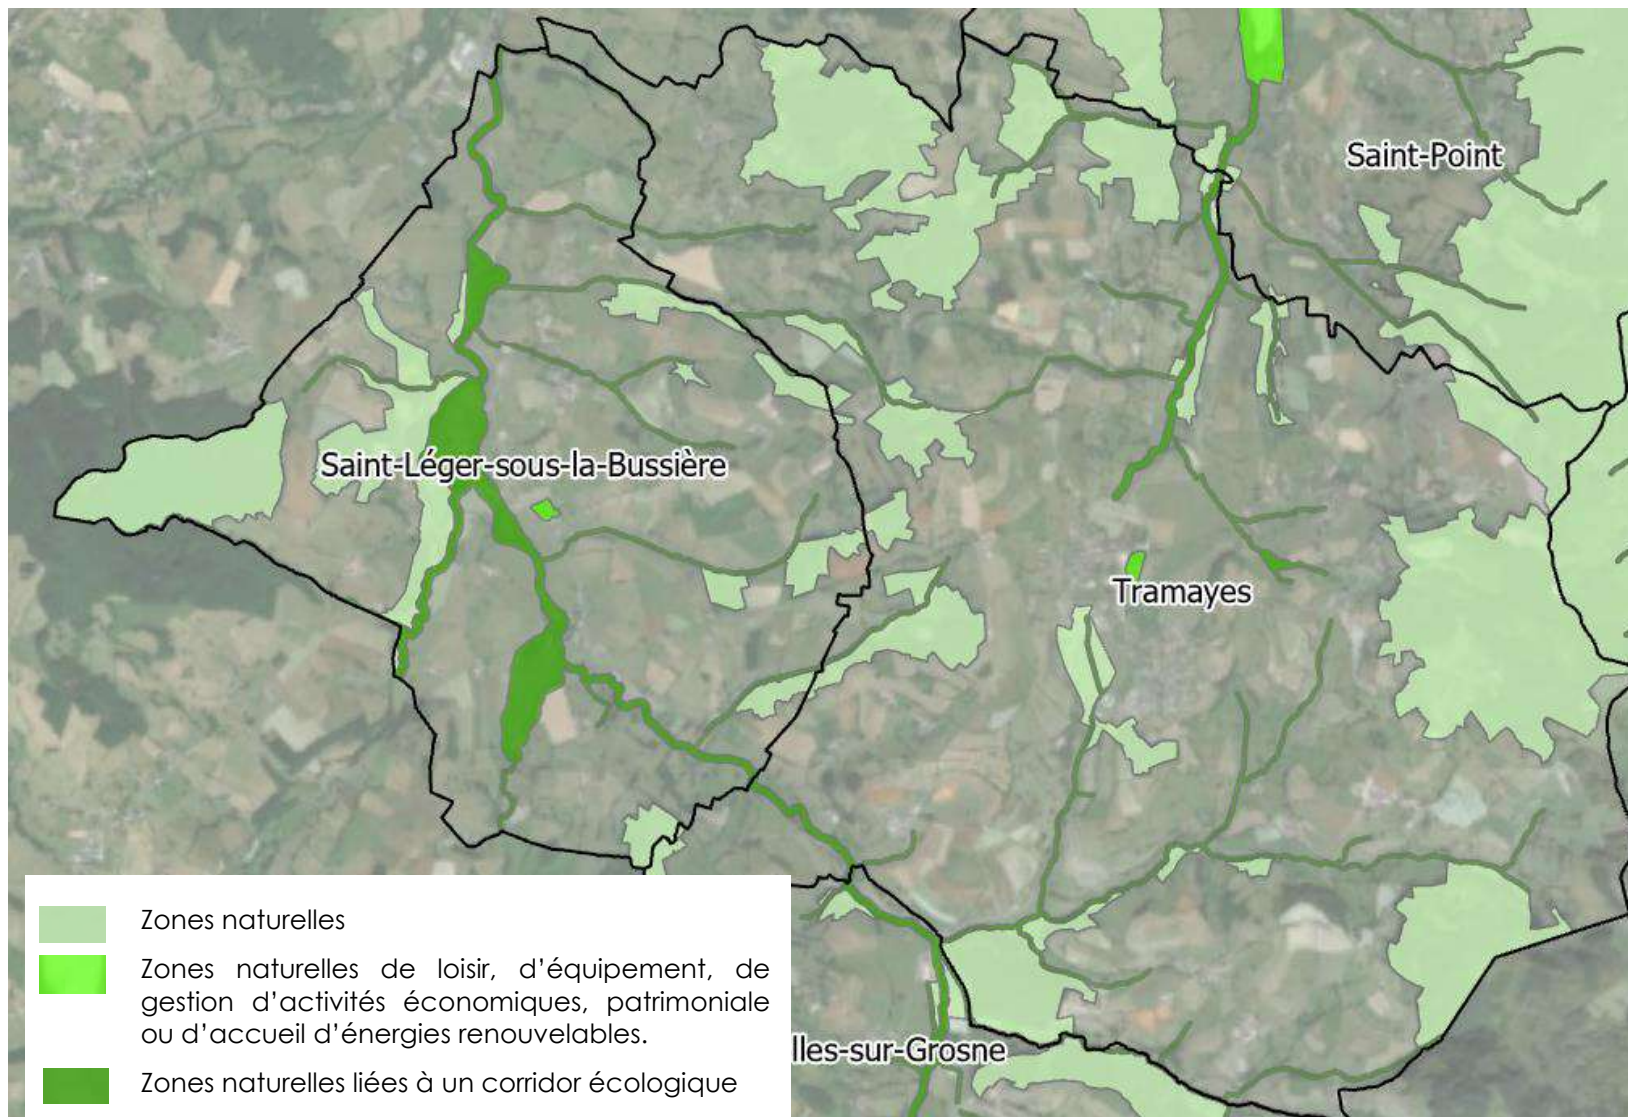 Saint-Point
Saint-Léger-sous-la-Bussière
Tramayes
lles-sur-Grosne
Zones naturelles
Zones naturelles de loisir, d'équipement, de
gestion d'activités économiques, patrimoniale
ou d'accueil d'énergies renouvelables.
Zones naturelles liées à un corridor écologique